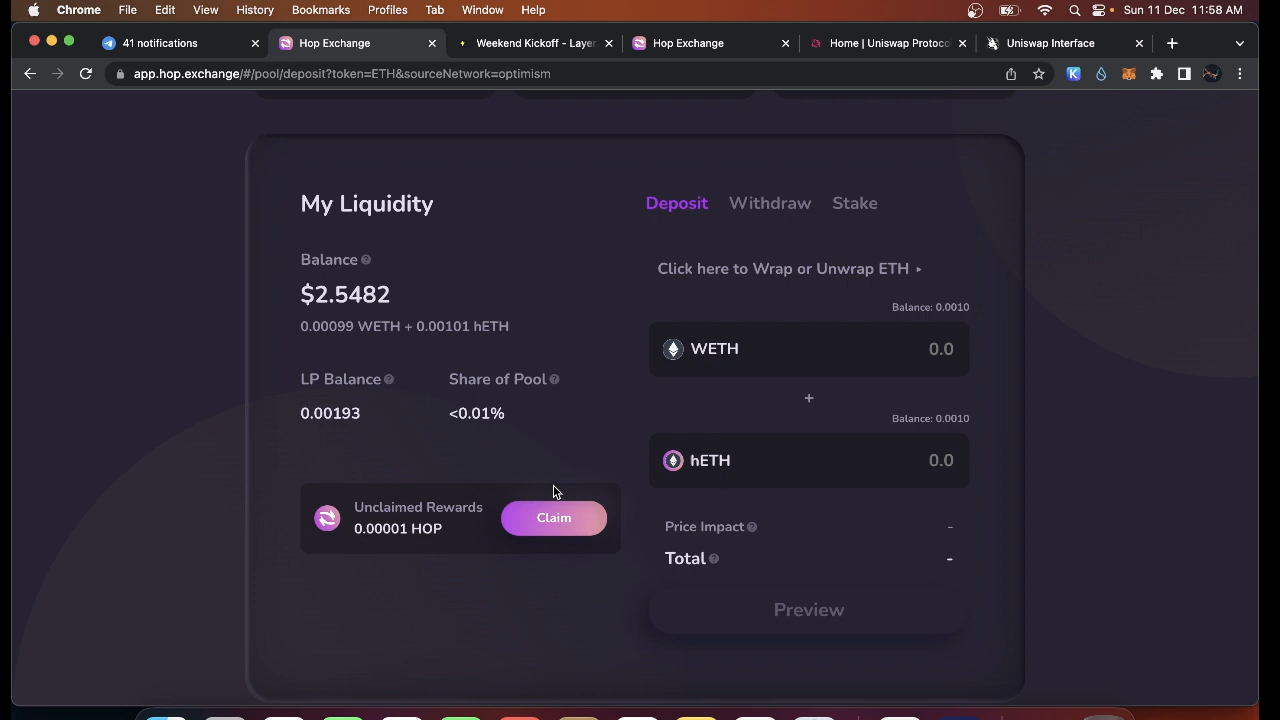 Chrome File Edit View History Bookmarks Profiles Tab Window Help Sun 11 Dec 11:58 AM
41 notifications Hop Exchange Weekend Kickoff - Layer Hop Exchange Home | Uniswap Protoco Uniswap Interface
app.hop.exchange/#/pool/deposit?token=ETH&sourceNetwork=optimism
My Liquidity
Deposit Withdraw Stake
Balance
$2.5482
0.00099 WETH + 0.00101 hETH
LP Balance Share of Pool
0.00193 <0.01%
Unclaimed Rewards
0.00001 HOP
Claim
Click here to Wrap or Unwrap ETH
Balance: 0.0010
WETH 0.0
+
Balance: 0.0010
hETH 0.0
Price Impact -
Total -
Preview